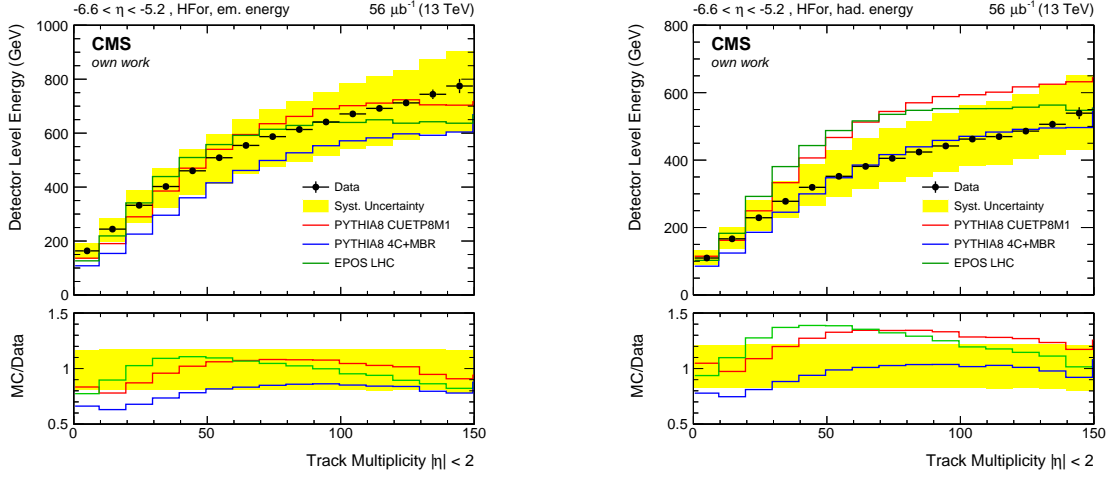 -6.6 < η < -5.2 , HFor, em. energy 56 μb⁻¹ (13 TeV)
CMS
own work
Detector Level Energy (GeV)
1000
800
600
400
200
0
Data
Syst. Uncertainty
PYTHIA8 CUETP8M1
PYTHIA8 4C+MBR
EPOS LHC
MC/Data
1.5
1
0.5
0 50 100 150
Track Multiplicity |η| < 2
-6.6 < η < -5.2 , HFor, had. energy 56 μb⁻¹ (13 TeV)
CMS
own work
Detector Level Energy (GeV)
800
700
600
500
400
300
200
100
0
Data
Syst. Uncertainty
PYTHIA8 CUETP8M1
PYTHIA8 4C+MBR
EPOS LHC
MC/Data
1.5
1
0.5
0 50 100 150
Track Multiplicity |η| < 2